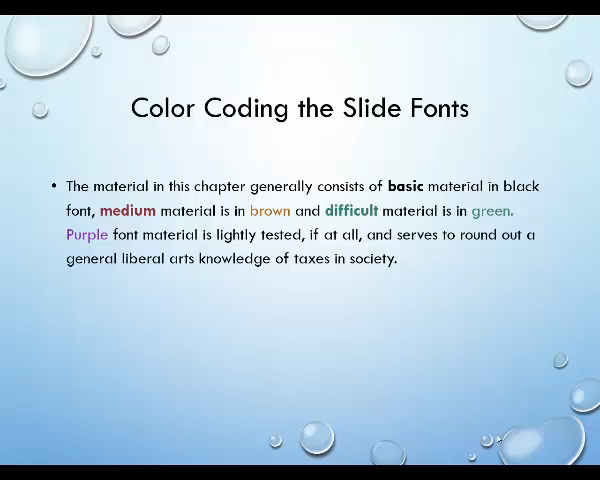 Color Coding the Slide Fonts
• The material in this chapter generally consists of basic material in black
font, medium material is in brown and difficult material is in green.
Purple font material is lightly tested, if at all, and serves to round out a
general liberal arts knowledge of taxes in society.